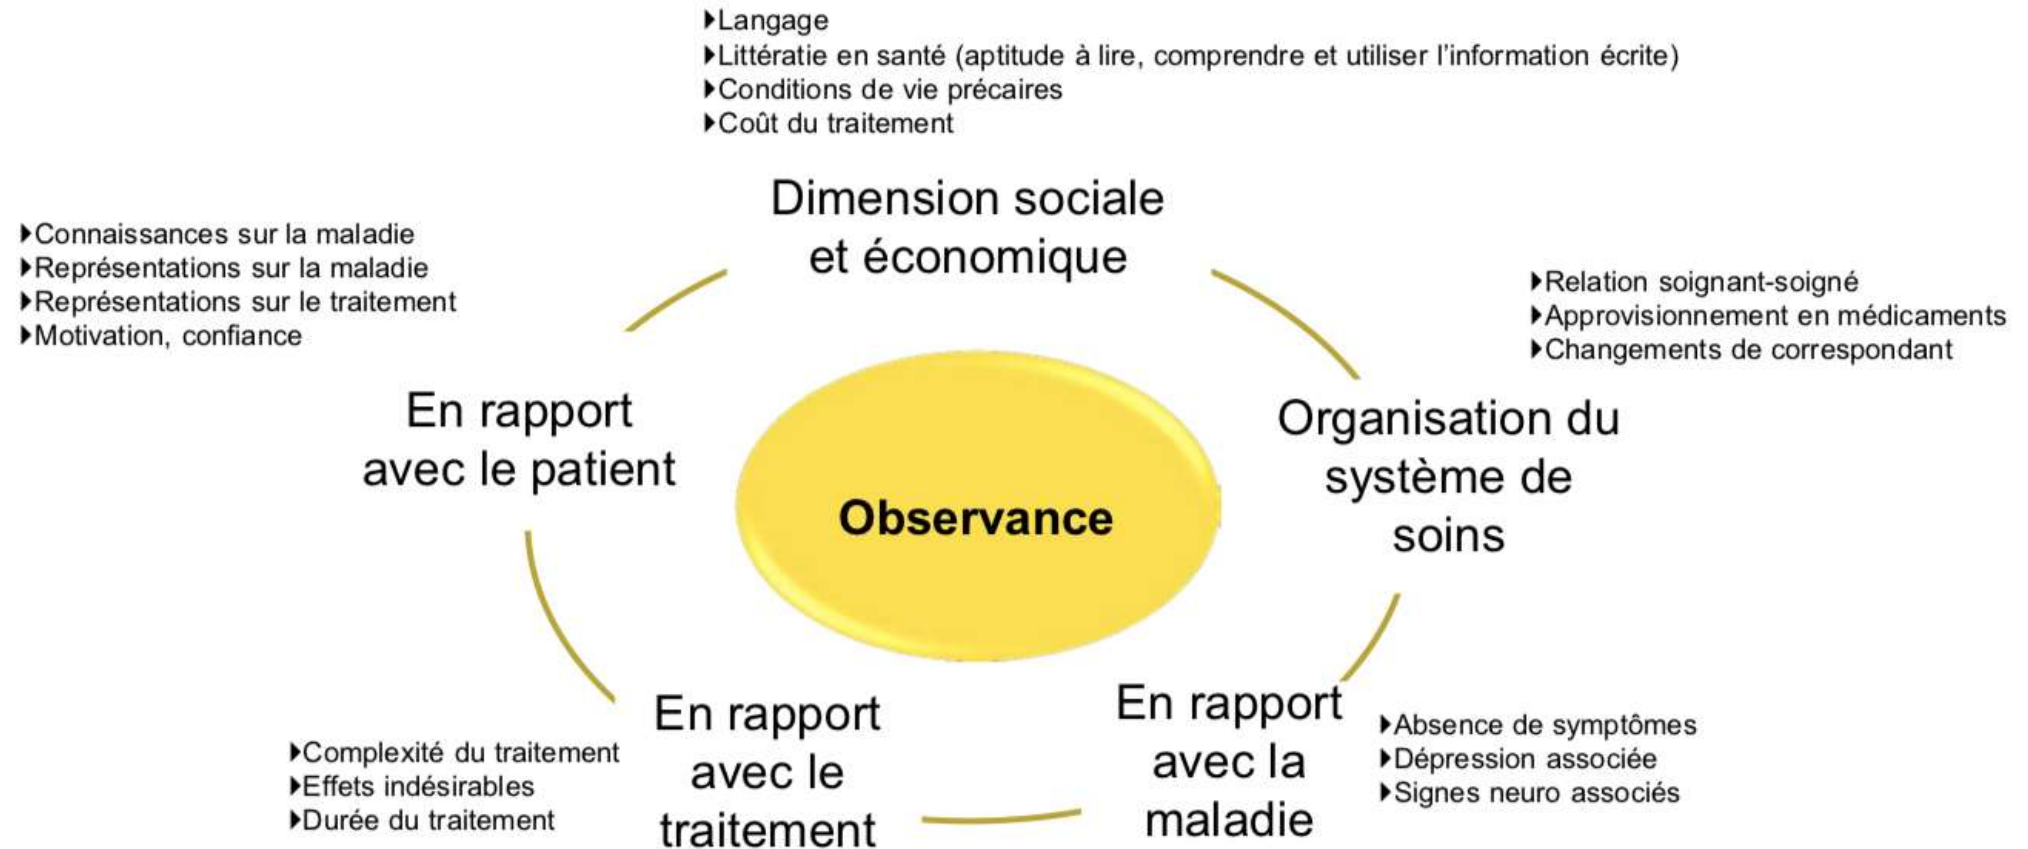 ▶Langage
▶Littératie en santé (aptitude à lire, comprendre et utiliser l'information écrite)
▶Conditions de vie précaires
▶Coût du traitement
Dimension sociale
et économique
▶Connaissances sur la maladie
▶Représentations sur la maladie
▶Représentations sur le traitement
▶Motivation, confiance
En rapport
avec le patient
▶Relation soignant-soigné
▶Approvisionnement en médicaments
▶Changements de correspondant
Organisation du
système de
soins
Observance
▶Complexité du traitement
▶Effets indésirables
▶Durée du traitement
En rapport
avec le
traitement
En rapport
avec la
maladie
▶Absence de symptômes
▶Dépression associée
▶Signes neuro associés